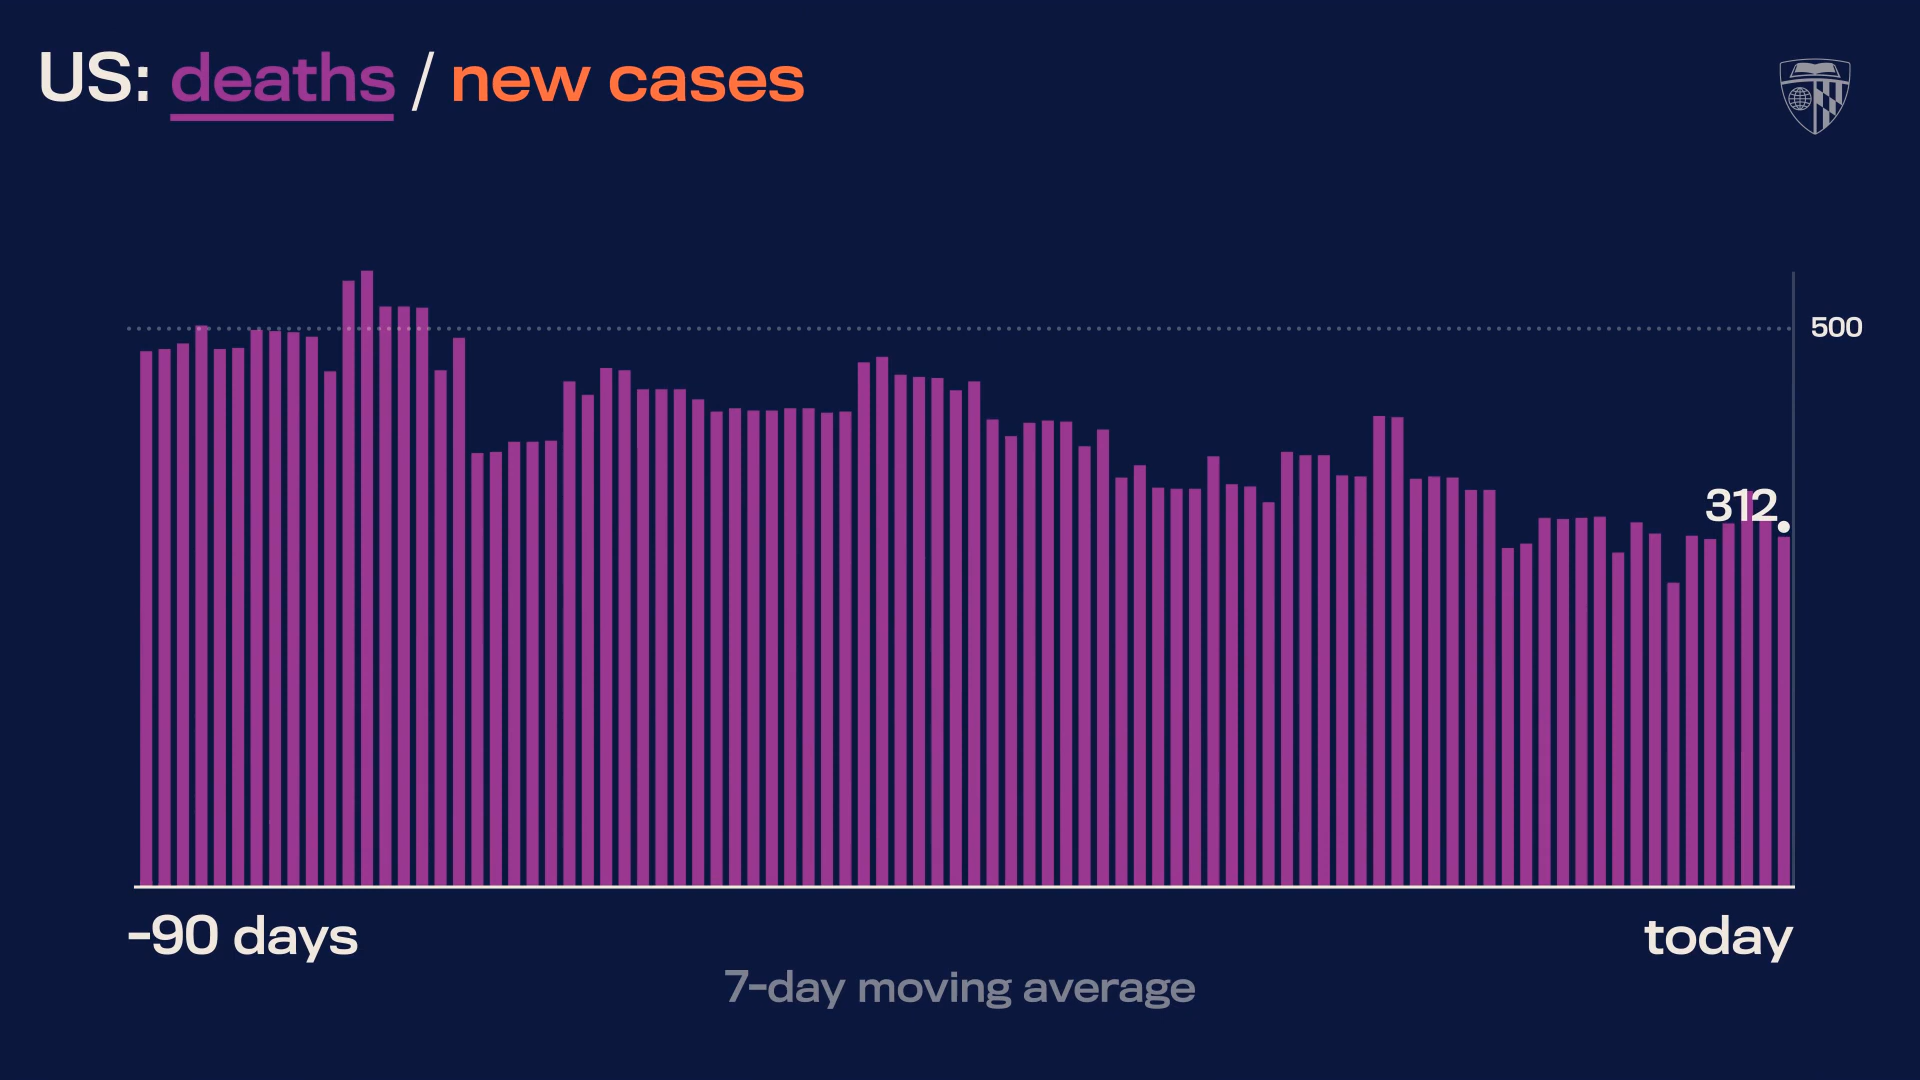 US: deaths / new cases
500
312
-90 days
today
7-day moving average